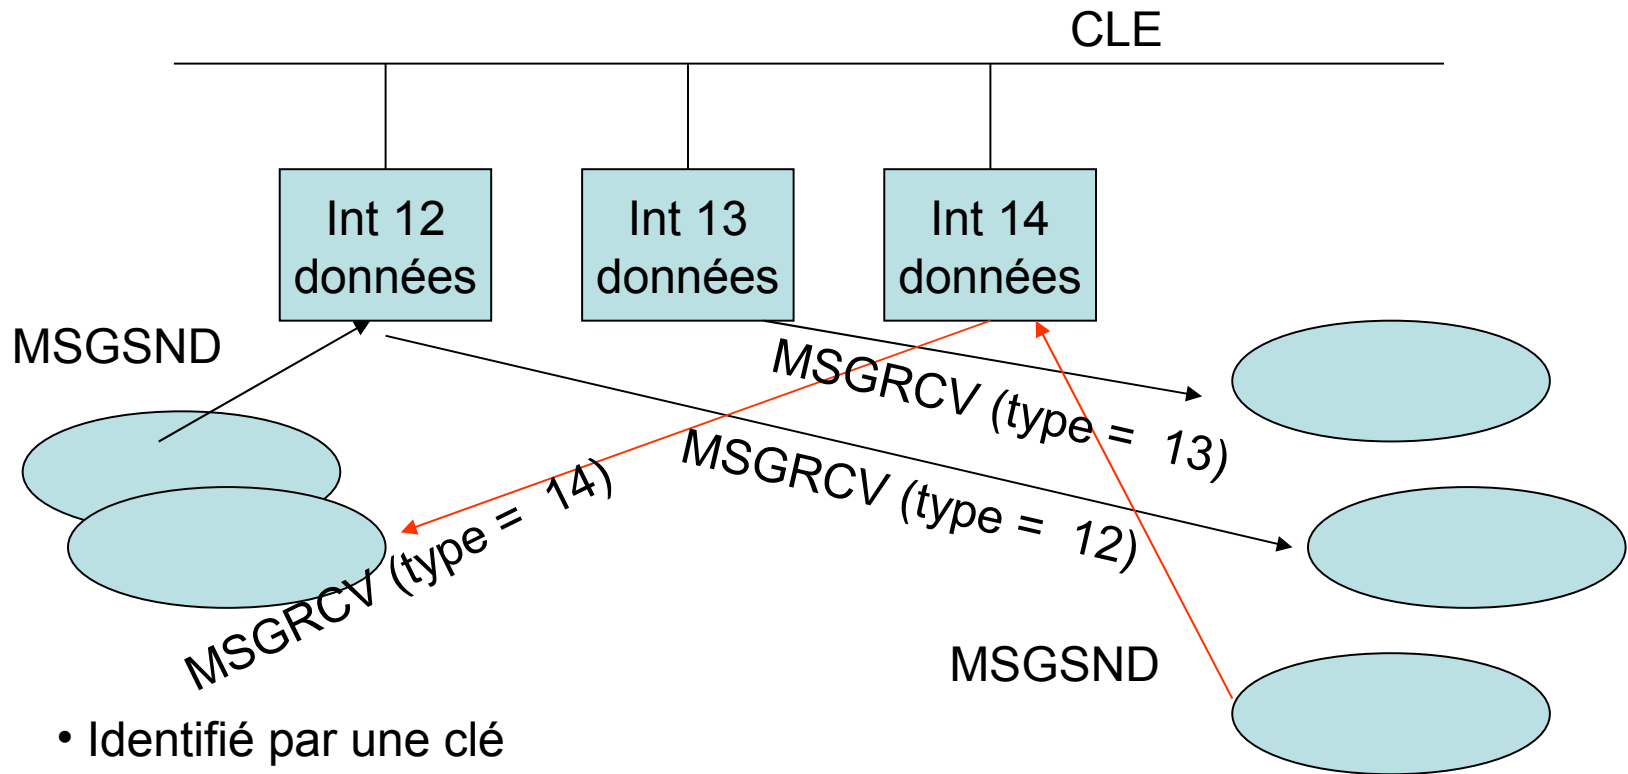 CLE
Int 12
données
Int 13
données
Int 14
données
MSGSND
MSGRCV (type = 13)
MSGRCV (type = 12)
MSGRCV (type = 14)
MSGSND
• Identifié par une clé